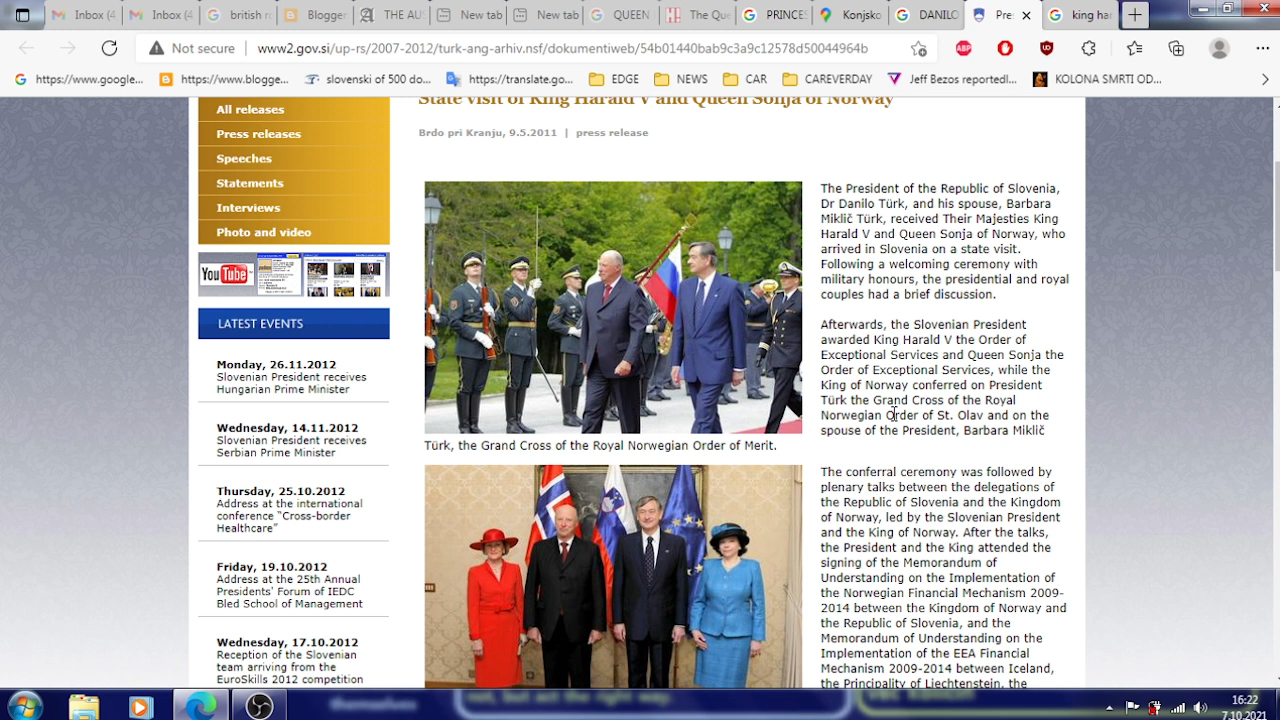 Inbox (4
Inbox (4
british ro
Blogger
THE AU
New tab
New tab
QUEEN
The Que
PRINCES
Konjsko
DANILO
Pres
king har
Not secure
www2.gov.si/up-rs/2007-2012/turk-ang-arhiv.nsf/dokumentiweb/54b01440bab9c3a9c12578d50044964b
https://www.google...
https://www.blogge...
slovenski of 500 do...
https://translate.go...
EDGE
NEWS
CAR
CAREVERDAY
Jeff Bezos reportedl...
KOLONA SMRTI OD...
All releases
Press releases
Speeches
Statements
Interviews
Photo and video
YouTube
LATEST EVENTS
Monday, 26.11.2012
Slovenian President receives
Hungarian Prime Minister
Wednesday, 14.11.2012
Slovenian President receives
Serbian Prime Minister
Thursday, 25.10.2012
Address at the international
conference “Cross-border
Healthcare”
Friday, 19.10.2012
Address at the 25th Annual
Presidents’ Forum of IEDC
Bled School of Management
Wednesday, 17.10.2012
Reception of the Slovenian
team arriving from the
EuroSkills 2012 competition
State visit of King Harald V and Queen Sonja of Norway
Brdo pri Kranju, 9.5.2011 | press release
The President of the Republic of Slovenia,
Dr Danilo Türk, and his spouse, Barbara
Miklič Türk, received Their Majesties King
Harald V and Queen Sonja of Norway, who
arrived in Slovenia on a state visit.
Following a welcoming ceremony with
military honours, the presidential and royal
couples had a brief discussion.
Afterwards, the Slovenian President
awarded King Harald V the Order of
Exceptional Services and Queen Sonja the
Order of Exceptional Services, while the
King of Norway conferred on President
Türk the Grand Cross of the Royal
Norwegian Order of St. Olav and on the
spouse of the President, Barbara Miklič
Türk, the Grand Cross of the Royal Norwegian Order of Merit.
The conferral ceremony was followed by
plenary talks between the delegations of
the Republic of Slovenia and the Kingdom
of Norway, led by the Slovenian President
and the King of Norway. After the talks,
the President and the King attended the
signing of the Memorandum of
Understanding on the Implementation of
the Norwegian Financial Mechanism 2009-
2014 between the Kingdom of Norway and
the Republic of Slovenia, and the
Memorandum of Understanding on the
Implementation of the EEA Financial
Mechanism 2009-2014 between Iceland,
the Principality of Liechtenstein, the
16:22
7.10.2021